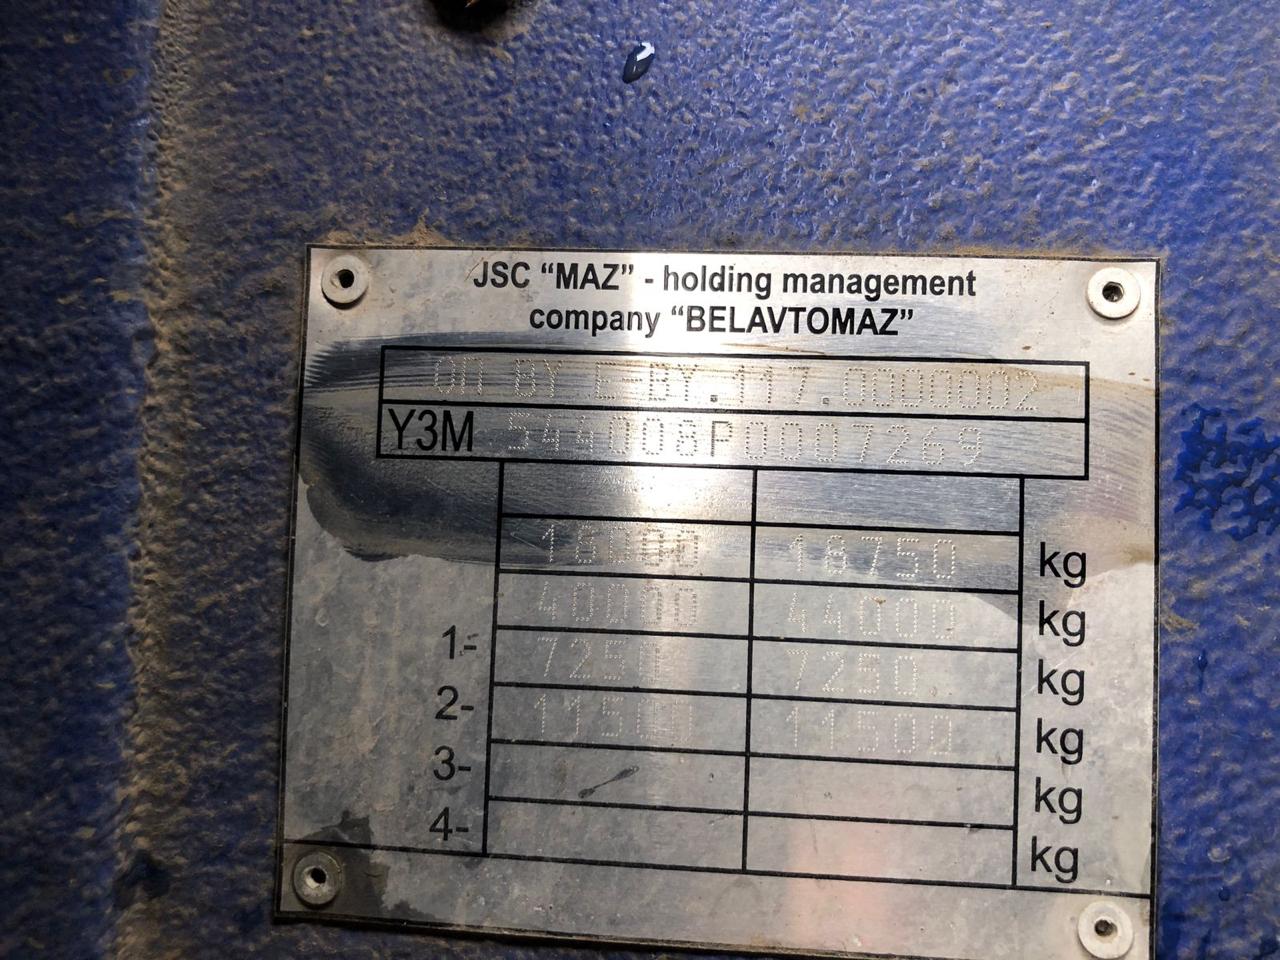 JSC “MAZ” - holding management
company “BELAVTOMAZ”
ОП BY E-BY.117.0000002
Y3M 544008P0007269
18000 18750 kg
40000 44000 kg
1- 7250 7250 kg
2- 11500 11500 kg
3- kg
4- kg